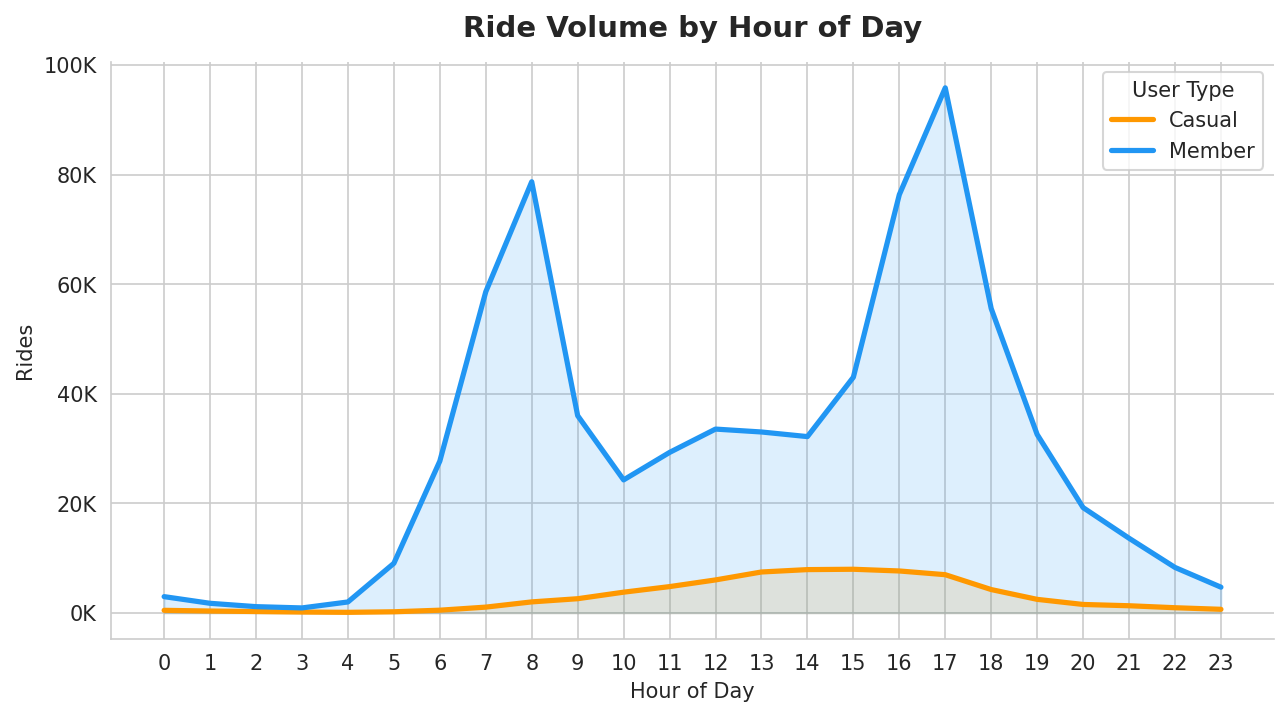 Ride Volume by Hour of Day
100K
80K
60K
40K
20K
0K
Rides
User Type
Casual
Member
0 1 2 3 4 5 6 7 8 9 10 11 12 13 14 15 16 17 18 19 20 21 22 23
Hour of Day